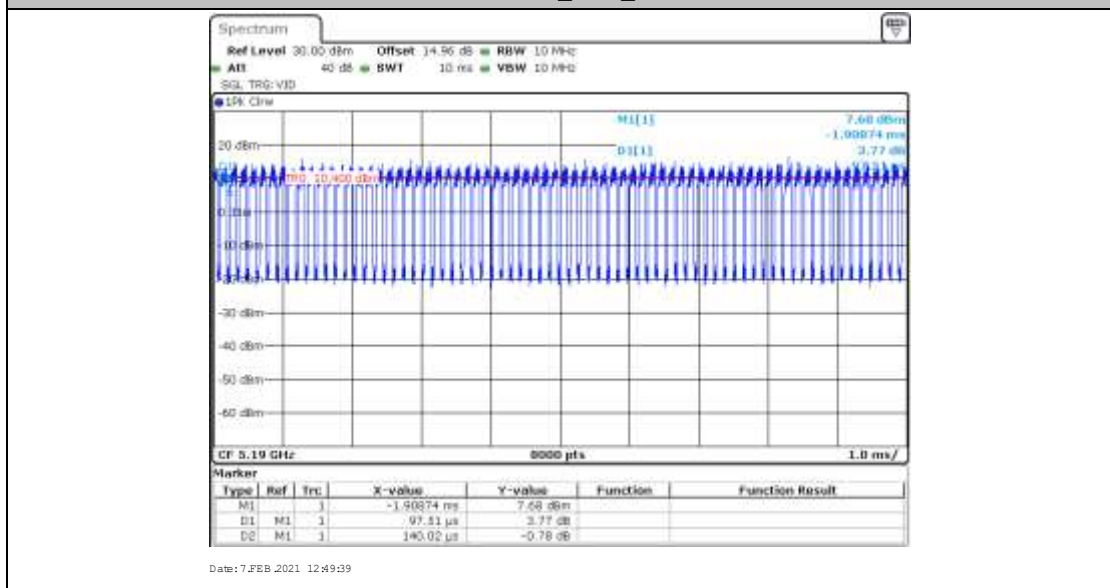 Spectrum
Ref Level 30.00 dBm Offset 14.96 dB RBW 10 MHz
Att 40 dB SWT 10 ms VBW 10 MHz
SGL TRG: VID
1Pk Clrw
M1[1] 7.68 dBm
-1.90874 ms
20 dBm D1[1] 3.77 dB
TRG 10.400 dBm
0 dBm
-10 dBm
-20 dBm
-30 dBm
-40 dBm
-50 dBm
-60 dBm
CF 5.19 GHz 8000 pts 1.0 ms/
Marker
Type Ref Trc X-value Y-value Function Function Result
M1 1 -1.90874 ms 7.68 dBm
D1 M1 1 97.51 µs 3.77 dB
D2 M1 1 140.02 µs -0.78 dB
Date: 7.FEB.2021 12:49:39